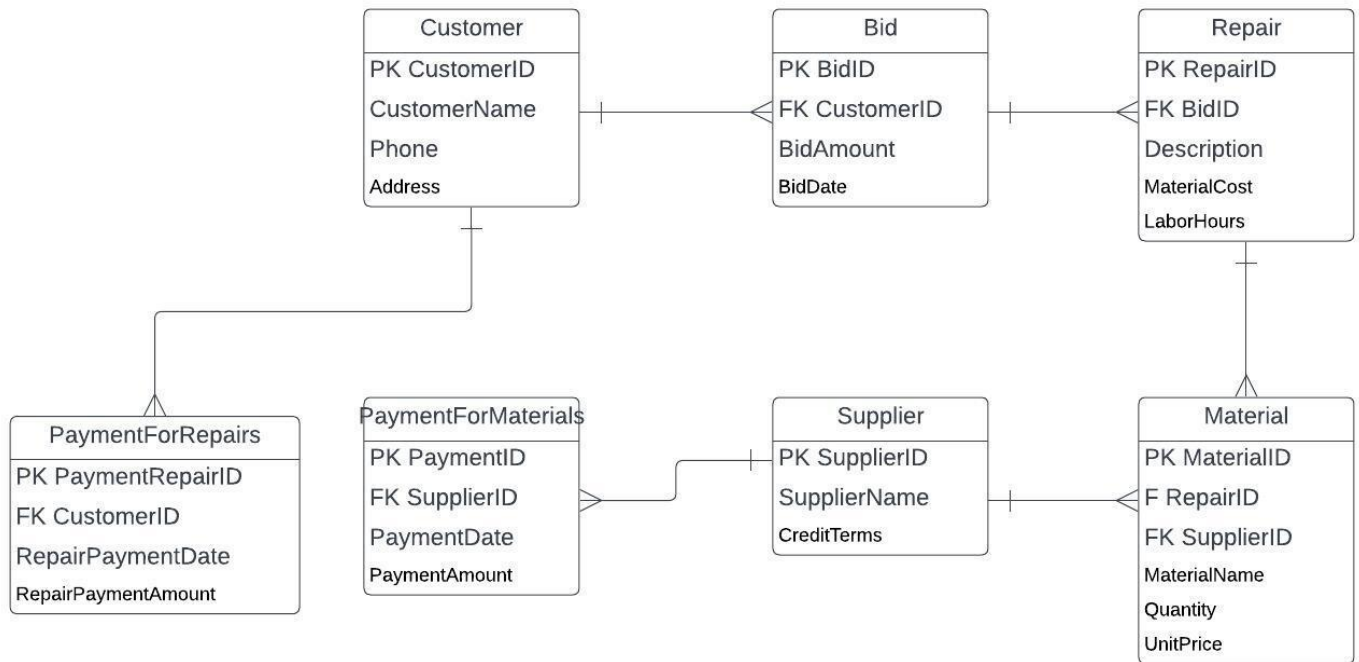 Customer
PK CustomerID
CustomerName
Phone
Address
Bid
PK BidID
FK CustomerID
BidAmount
BidDate
Repair
PK RepairID
FK BidID
Description
MaterialCost
LaborHours
PaymentForRepairs
PK PaymentRepairID
FK CustomerID
RepairPaymentDate
RepairPaymentAmount
PaymentForMaterials
PK PaymentID
FK SupplierID
PaymentDate
PaymentAmount
Supplier
PK SupplierID
SupplierName
CreditTerms
Material
PK MaterialID
F RepairID
FK SupplierID
MaterialName
Quantity
UnitPrice